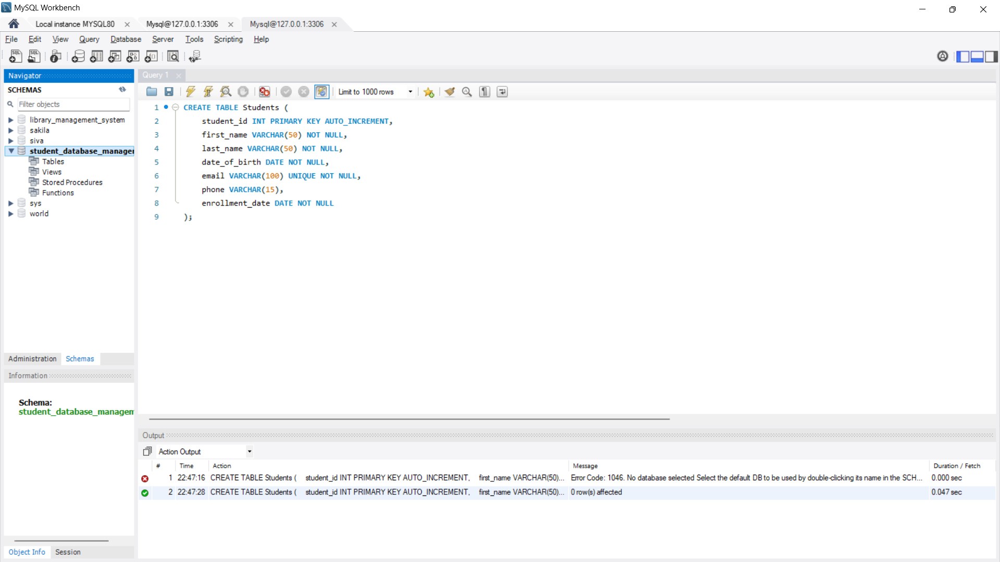 MySQL Workbench
Local instance MYSQL80
Mysql@127.0.0.1:3306
Mysql@127.0.0.1:3306
File Edit View Query Database Server Tools Scripting Help
Navigator
SCHEMAS
Filter objects
library_management_system
sakila
siva
student_database_manager
Tables
Views
Stored Procedures
Functions
sys
world
Administration Schemas
Information
Schema:
student_database_managem
Object Info Session
Query 1
Limit to 1000 rows
1 CREATE TABLE Students (
2 student_id INT PRIMARY KEY AUTO_INCREMENT,
3 first_name VARCHAR(50) NOT NULL,
4 last_name VARCHAR(50) NOT NULL,
5 date_of_birth DATE NOT NULL,
6 email VARCHAR(100) UNIQUE NOT NULL,
7 phone VARCHAR(15),
8 enrollment_date DATE NOT NULL
9 );
Output
Action Output
# Time Action Message Duration / Fetch
1 22:47:16 CREATE TABLE Students ( student_id INT PRIMARY KEY AUTO_INCREMENT, first_name VARCHAR(50)... Error Code: 1046. No database selected Select the default DB to be used by double-clicking its name in the SCH... 0.000 sec
2 22:47:28 CREATE TABLE Students ( student_id INT PRIMARY KEY AUTO_INCREMENT, first_name VARCHAR(50)... 0 row(s) affected 0.047 sec